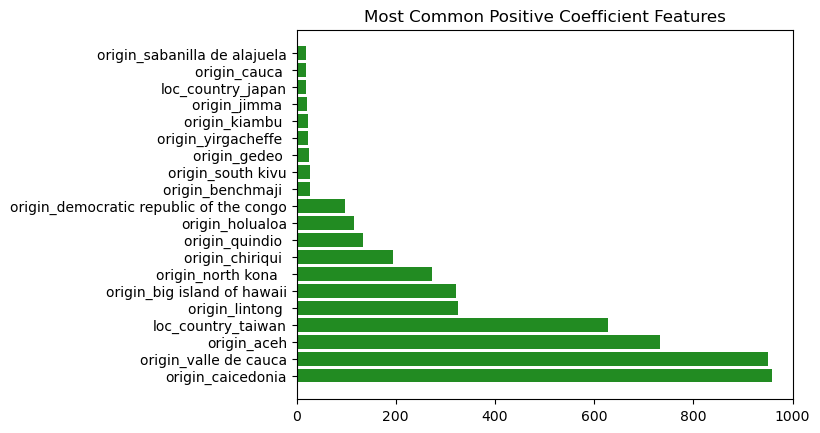 Most Common Positive Coefficient Features
origin_sabanilla de alajuela
origin_cauca
loc_country_japan
origin_jimma
origin_kiambu
origin_yirgacheffe
origin_gedeo
origin_south kivu
origin_benchmaji
origin_democratic republic of the congo
origin_holualoa
origin_quindio
origin_chiriqui
origin_north kona
origin_big island of hawaii
origin_lintong
loc_country_taiwan
origin_aceh
origin_valle de cauca
origin_caicedonia
0 200 400 600 800 1000